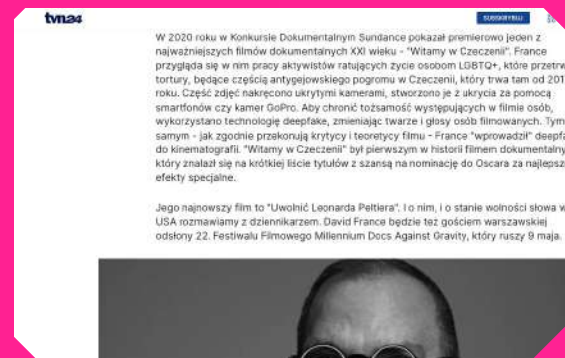 tvn24
SUBSKRYBUJ
W 2020 roku w Konkursie Dokumentalnym Sundance pokazał premierowo jeden z
najważniejszych filmów dokumentalnych XXI wieku - "Witamy w Czeczenii". France
przygląda się w nim pracy aktywistów ratujących życie osobom LGBTQ+, które przetrw
tortury, będące częścią antygejowskiego pogromu w Czeczenii, który trwa tam od 201
roku. Część zdjęć nakręcono ukrytymi kamerami, stworzono je z ukrycia za pomocą
smartfonów czy kamer GoPro. Aby chronić tożsamość występujących w filmie osób,
wykorzystano technologię deepfake, zmieniając twarze i głosy osób filmowanych. Tym
samym - jak zgodnie przekonują krytycy i teoretycy filmu - France "wprowadził" deepfa
do kinematografii. "Witamy w Czeczenii" był pierwszym w historii filmem dokumentalny
który znalazł się na krótkiej liście tytułów z szansą na nominację do Oscara za najlepsz
efekty specjalne.
Jego najnowszy film to "Uwolnić Leonarda Peltiera". I o nim, i o stanie wolności słowa w
USA rozmawiamy z dziennikarzem. David France będzie też gościem warszawskiej
odsłony 22. Festiwalu Filmowego Millennium Docs Against Gravity, który ruszy 9 maja.